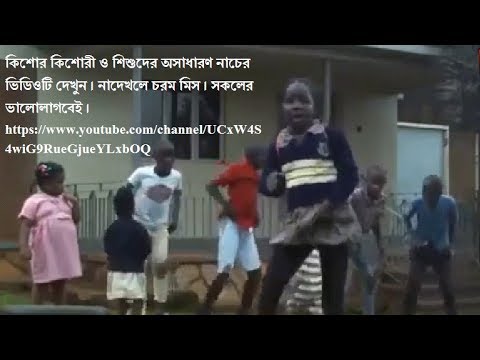 কিশোর কিশোরী ও শিশুদের অসাধারণ নাচের
ভিডিওটি দেখুন। নাদেখলে চরম মিস। সকলের
ভালোলাগবেই।
https://www.youtube.com/channel/UCxW4S
4wiG9RueGjueYLxbOQ